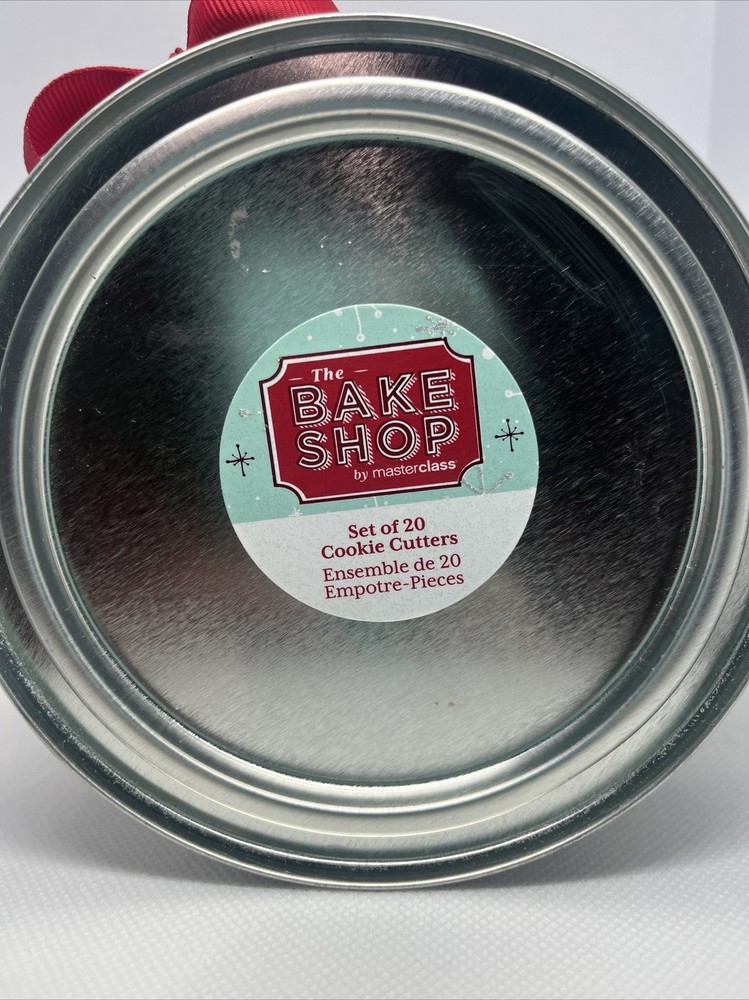 The
BAKE
SHOP
by masterclass
Set of 20
Cookie Cutters
Ensemble de 20
Empotre-Pieces